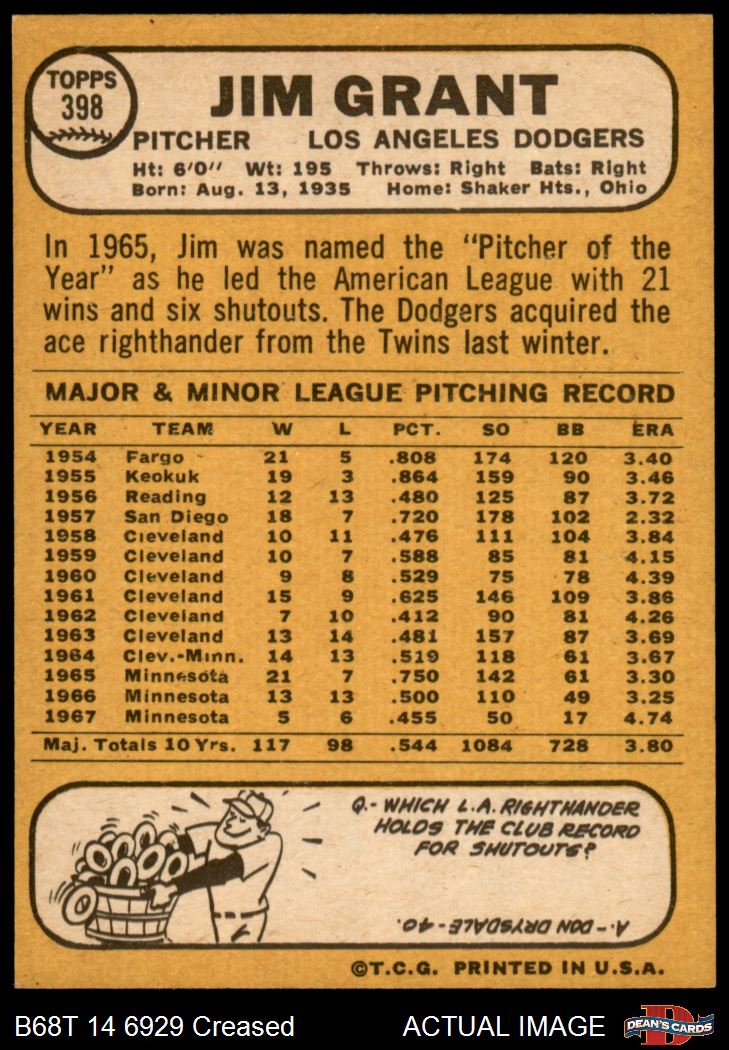 TOPPS
398
JIM GRANT
PITCHER LOS ANGELES DODGERS
Ht: 6'0" Wt: 195 Throws: Right Bats: Right
Born: Aug. 13, 1935 Home: Shaker Hts., Ohio
In 1965, Jim was named the "Pitcher of the
Year" as he led the American League with 21
wins and six shutouts. The Dodgers acquired the
ace righthander from the Twins last winter.
MAJOR & MINOR LEAGUE PITCHING RECORD
YEAR TEAM W L PCT. SO BB ERA
1954 Fargo 21 5 .808 174 120 3.40
1955 Keokuk 19 3 .864 159 90 3.46
1956 Reading 12 13 .480 125 87 3.72
1957 San Diego 18 7 .720 178 102 2.32
1958 Cleveland 10 11 .476 111 104 3.84
1959 Cleveland 10 7 .588 85 81 4.15
1960 Cleveland 9 8 .529 75 78 4.39
1961 Cleveland 15 9 .625 146 109 3.86
1962 Cleveland 7 10 .412 90 81 4.26
1963 Cleveland 13 14 .481 157 87 3.69
1964 Clev.-Minn. 14 13 .519 118 61 3.67
1965 Minnesota 21 7 .750 142 61 3.30
1966 Minnesota 13 13 .500 110 49 3.25
1967 Minnesota 5 6 .455 50 17 4.74
Maj. Totals 10 Yrs. 117 98 .544 1084 728 3.80
Q.- WHICH L.A. RIGHTHANDER
HOLDS THE CLUB RECORD
FOR SHUTOUTS?
A.- DON DRYSDALE - 40.
©T.C.G. PRINTED IN U.S.A.
B68T 14 6929 Creased ACTUAL IMAGE
D
DEAN'S CARDS